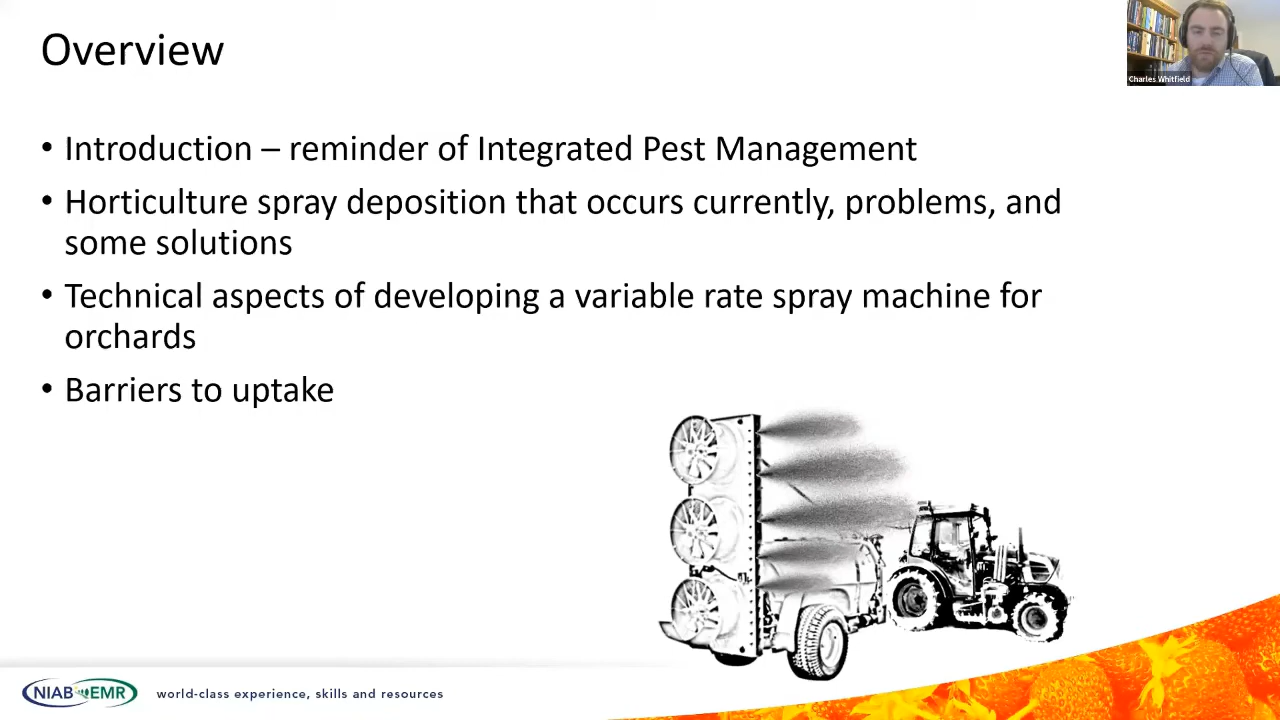 Overview
Charles Whitfield
• Introduction – reminder of Integrated Pest Management
• Horticulture spray deposition that occurs currently, problems, and
some solutions
• Technical aspects of developing a variable rate spray machine for
orchards
• Barriers to uptake
NIAB EMR
world-class experience, skills and resources